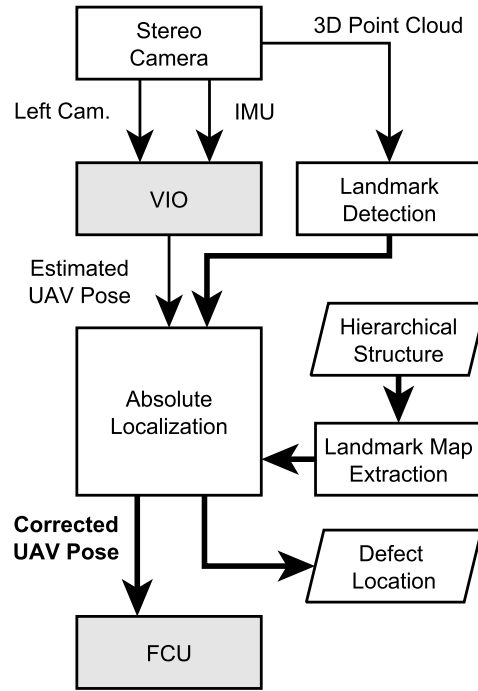 Stereo
Camera
3D Point Cloud
Left Cam.
IMU
VIO
Landmark
Detection
Estimated
UAV Pose
Hierarchical
Structure
Absolute
Localization
Landmark Map
Extraction
Corrected
UAV Pose
Defect
Location
FCU